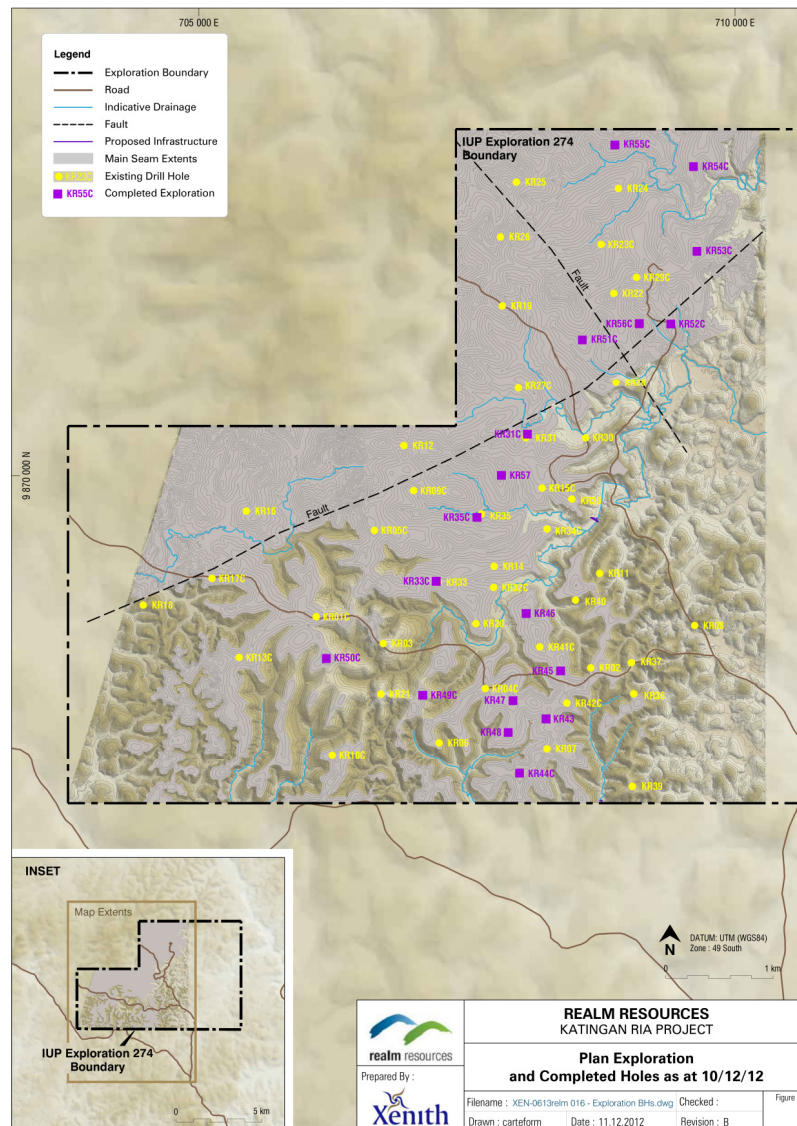 705 000 E
710 000 E
Legend
Exploration Boundary
Road
Indicative Drainage
Fault
Proposed Infrastructure
Main Seam Extents
KR23C Existing Drill Hole
KR55C Completed Exploration
IUP Exploration 274
Boundary
KR55C
KR54C
KR25
KR24
KR26
KR23C
KR53C
Fault
KR29C
KR22
KR19
KR56C
KR52C
KR51C
KR27C
KR31C
KR31
KR30
KR12
9 870 000 N
KR57
KR15C
KR09C
KR16
KR35C
KR35
Fault
KR05C
KR34C
KR14
KR11
KR17C
KR33C
KR33
KR32C
KR18
KR40
KR01C
KR46
KR20
KR03
KR41C
KR13C
KR50C
KR45
KR02
KR37
KR21
KR49C
KR04C
KR47
KR42C
KR43
KR48
KR06
KR07
KR10C
KR44C
KR39
INSET
Map Extents
IUP Exploration 274
Boundary
0 5 km
N
DATUM: UTM (WGS84)
Zone : 49 South
0 1 km
realm resources
REALM RESOURCES
KATINGAN RIA PROJECT
Plan Exploration
and Completed Holes as at 10/12/12
Prepared By :
Xenith
Filename : XEN-0613relm 016 - Exploration BHs.dwg
Checked :
Figure
Drawn : carteform
Date : 11.12.2012
Revision : B